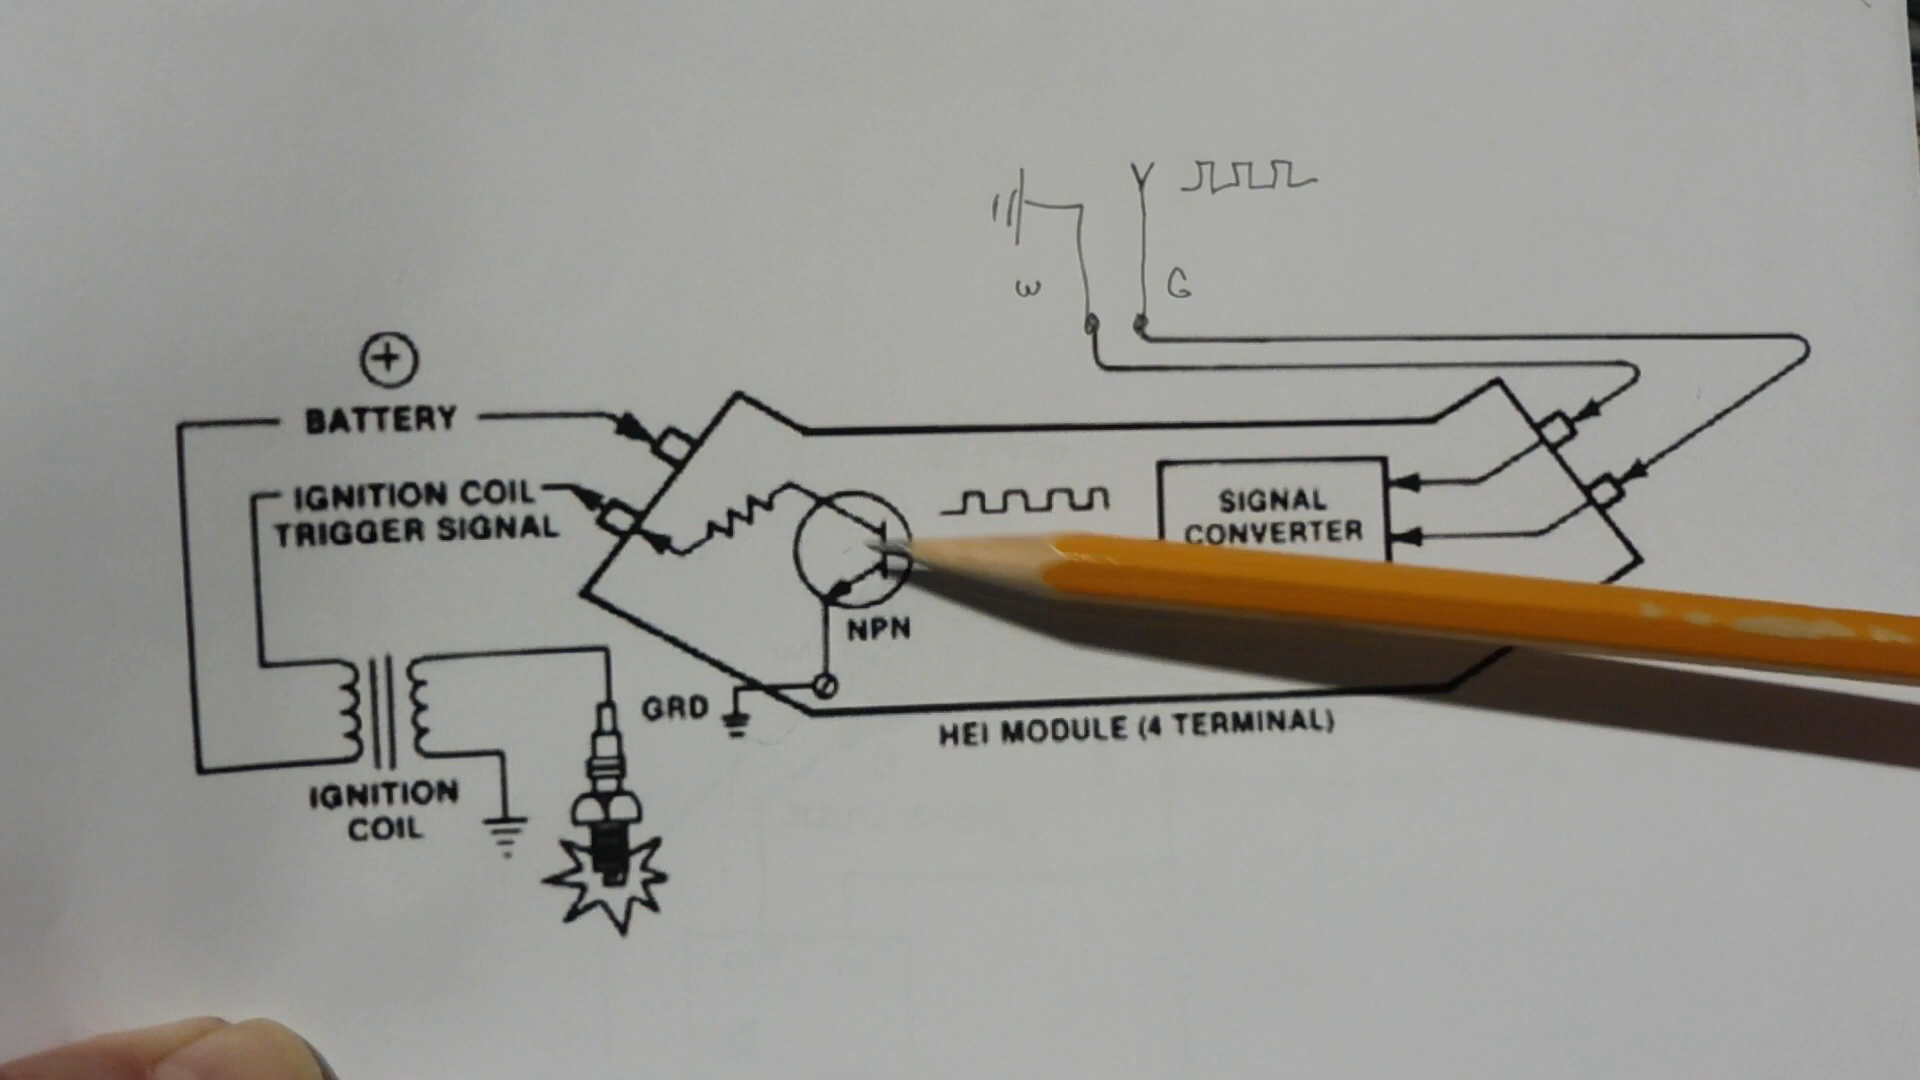 Y
W
G
+
BATTERY
IGNITION COIL
TRIGGER SIGNAL
SIGNAL
CONVERTER
NPN
GRD
HEI MODULE (4 TERMINAL)
IGNITION
COIL